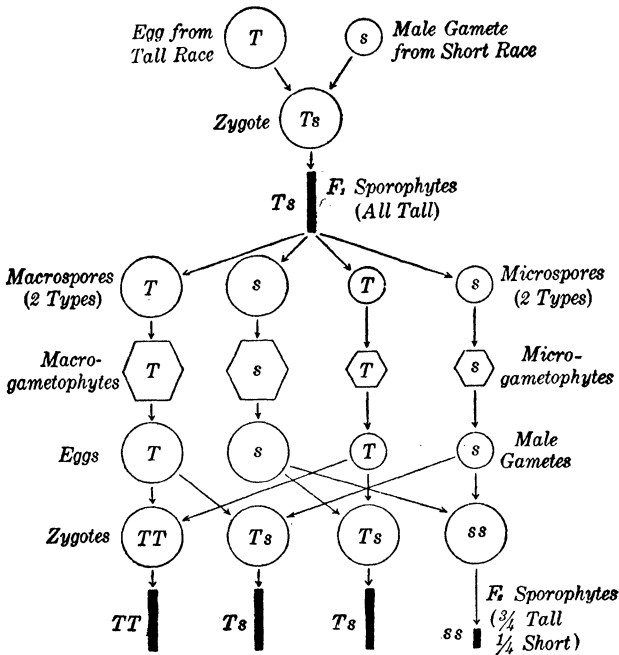 Egg from
Tall Race
T
s
Male Gamete
from Short Race
Zygote
Ts
Ts
F₁ Sporophytes
(All Tall)
Macrospores
(2 Types)
T
s
T
s
Microspores
(2 Types)
Macro-
gametophytes
T
s
T
s
Micro-
gametophytes
Eggs
T
s
T
s
Male
Gametes
Zygotes
TT
Ts
Ts
ss
TT
Ts
Ts
ss
F₂ Sporophytes
(3/4 Tall
1/4 Short)